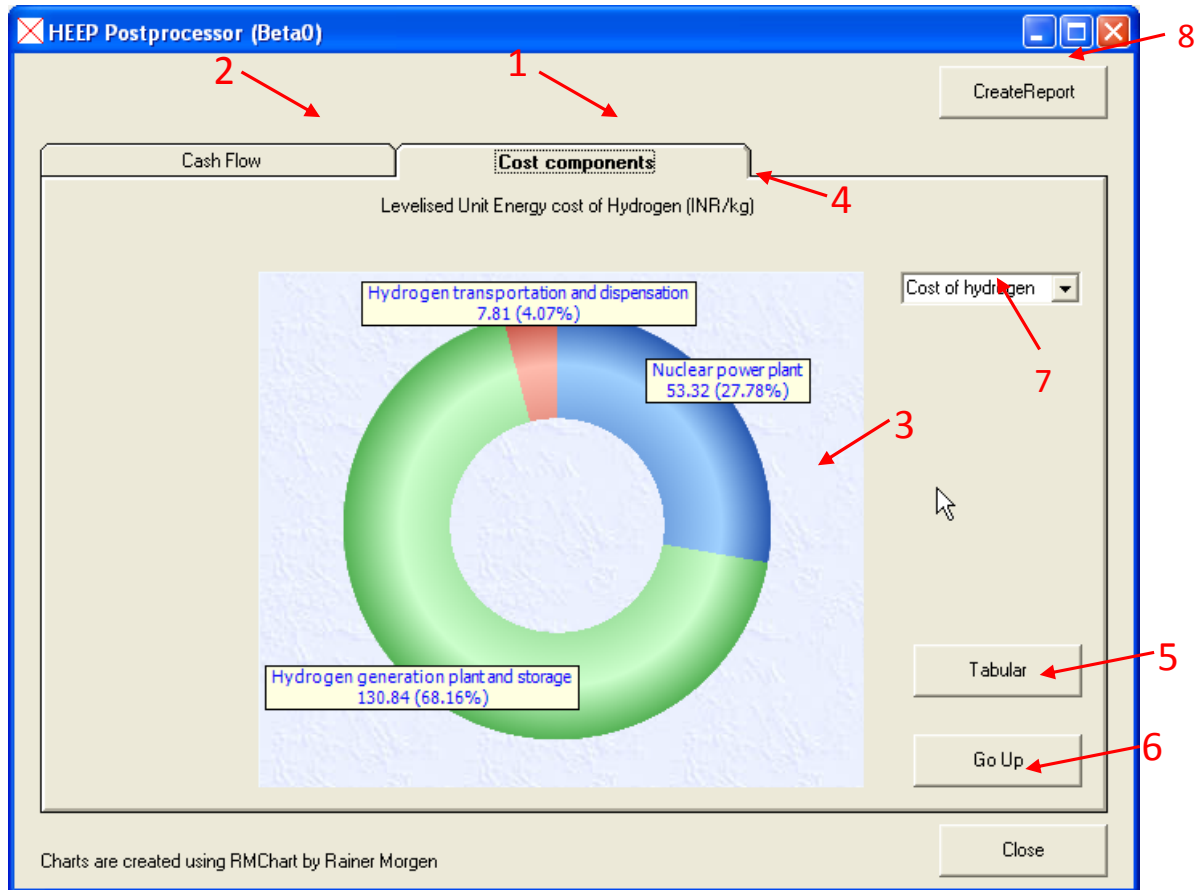 HEEP Postprocessor (Beta0)
8
2
1
CreateReport
Cash Flow
Cost components
4
Levelised Unit Energy cost of Hydrogen (INR/kg)
Cost of hydrogen
7
Hydrogen transportation and dispensation
7.81 (4.07%)
Nuclear power plant
53.32 (27.78%)
3
Hydrogen generation plant and storage
130.84 (68.16%)
Tabular
5
Go Up
6
Close
Charts are created using RMChart by Rainer Morgen